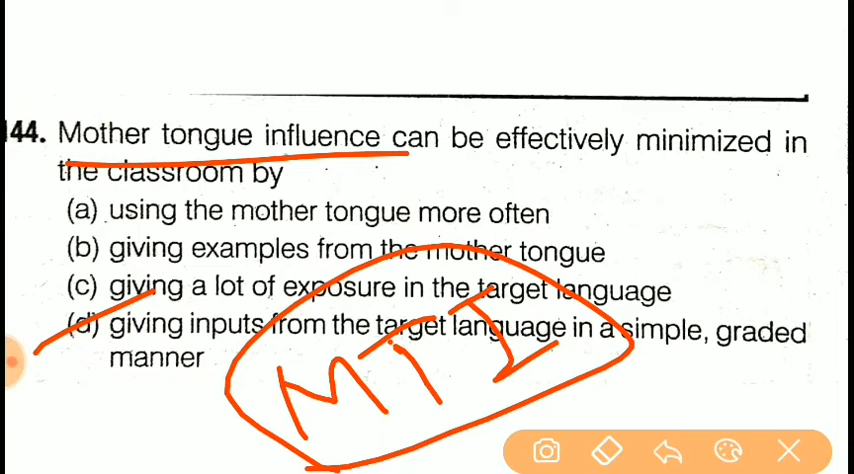 144. Mother tongue influence can be effectively minimized in
the classroom by
(a) using the mother tongue more often
(b) giving examples from the mother tongue
(c) giving a lot of exposure in the target language
(d) giving inputs from the target language in a simple, graded
manner
MTI